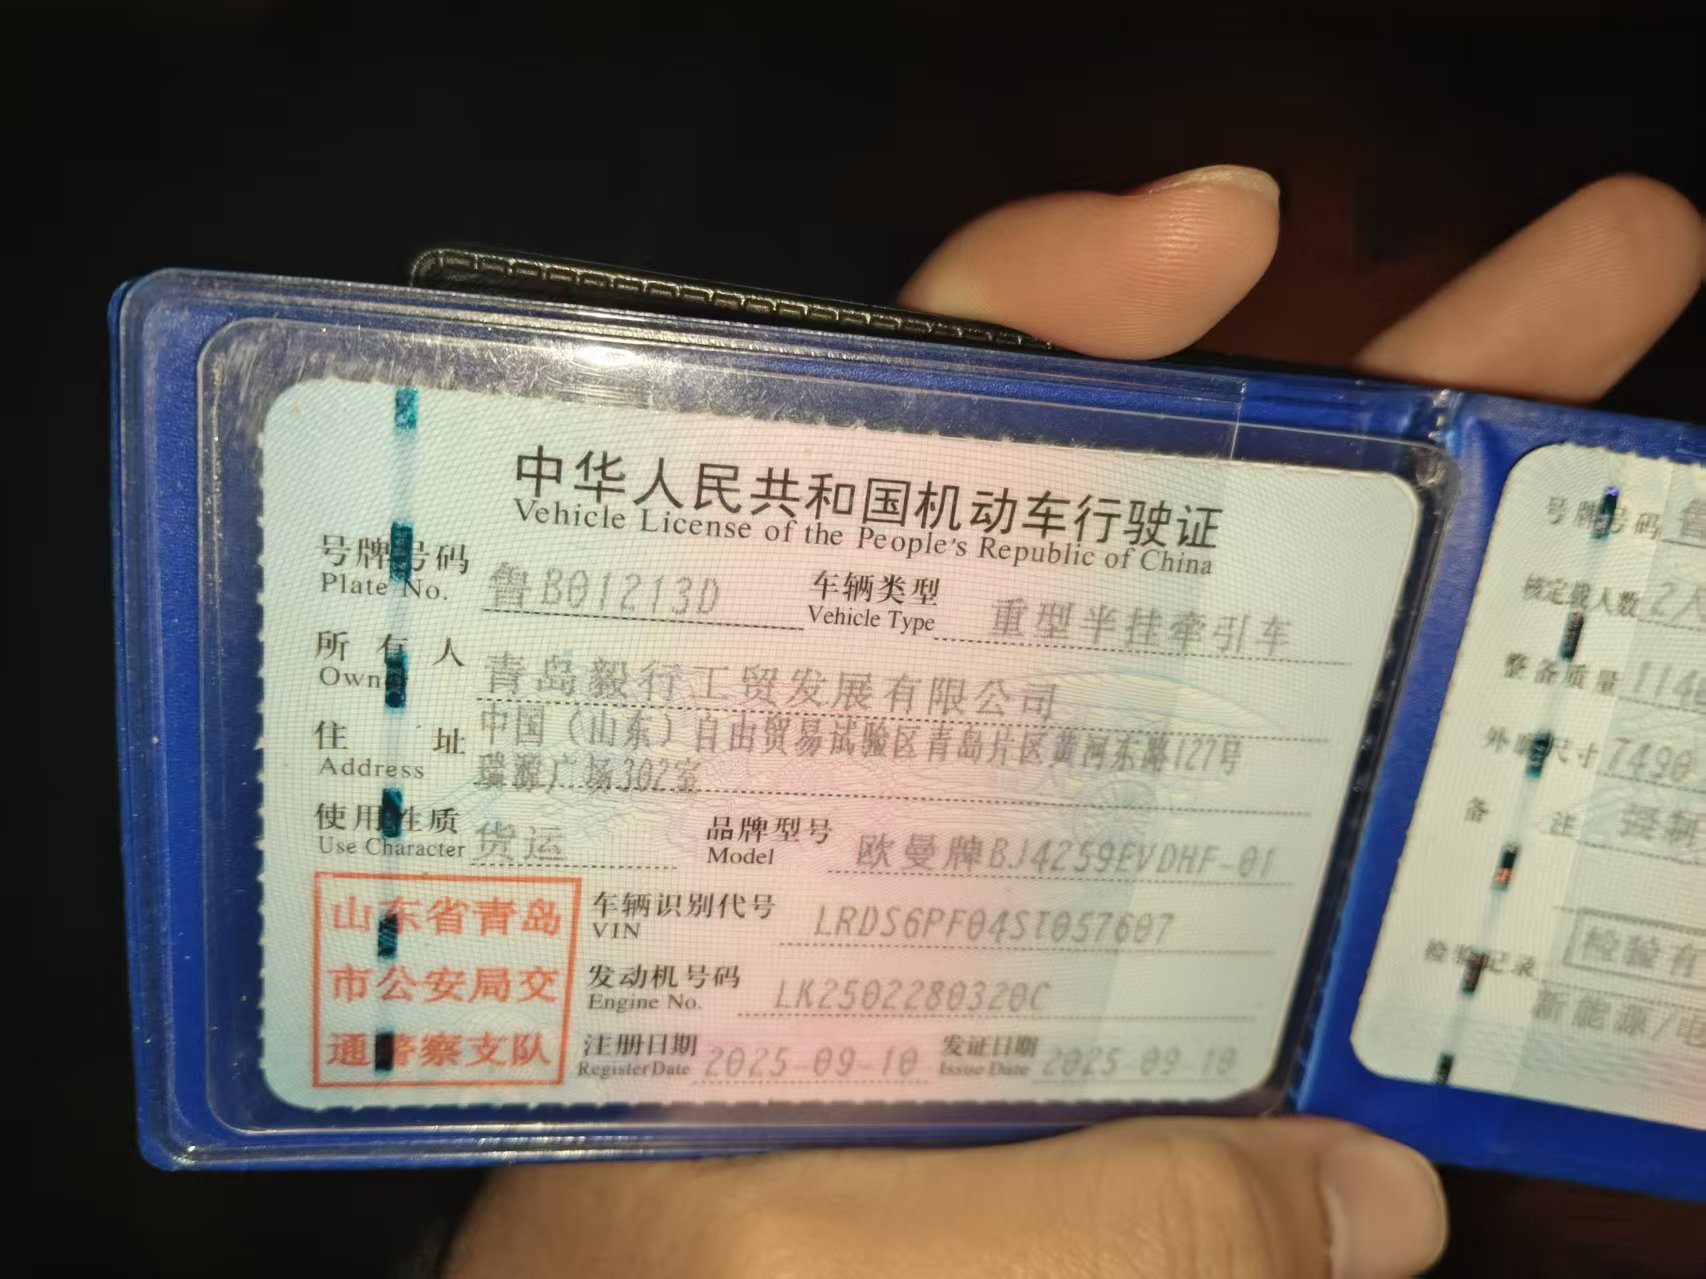 中华人民共和国机动车行驶证
Vehicle License of the People's Republic of China
号牌号码 鲁B01213D 车辆类型 重型半挂牵引车
Plate No. Vehicle Type
所有人 青岛毅行工贸发展有限公司
Owner
住址 中国（山东）自由贸易试验区青岛片区黄河东路127号
Address 瑞源广场302室
使用性质 货运 品牌型号 欧曼牌BJ4259EVDHF-01
Use Character Model
山东省青岛
市公安局交
通警察支队
车辆识别代号 LRDS6PF04ST057607
VIN
发动机号码 LK2502280320C
Engine No.
注册日期 2025-09-10 发证日期 2025-09-10
Register Date Issue Date
号牌号码 鲁
核定载人数 2人
整备质量 114
外廓尺寸 7490
备注
检验记录 检验有
新能源/电